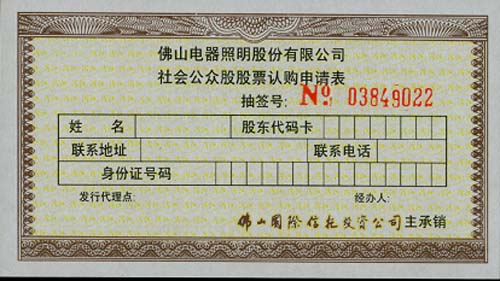 佛山电器照明股份有限公司
社会公众股股票认购申请表
抽签号: No. 03849022
姓 名 股东代码卡
联系地址 联系电话
身份证号码
发行代理点: 经办人:
佛山国际信托投资公司 主承销